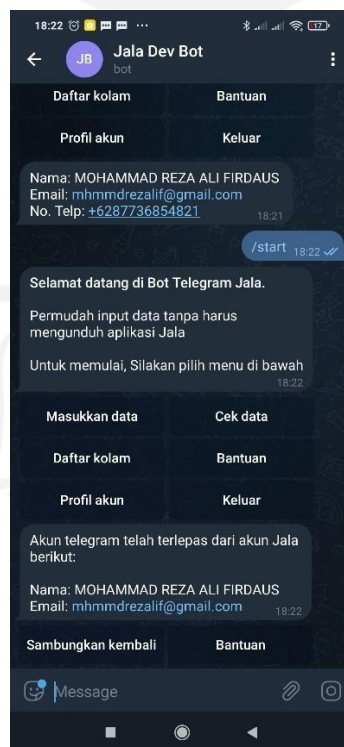 18:22
17
JB
Jala Dev Bot
bot
Daftar kolam Bantuan
Profil akun Keluar
Nama: MOHAMMAD REZA ALI FIRDAUS
Email: mhmmdrezalif@gmail.com
No. Telp: +6287736854821
18:21
/start 18:22
Selamat datang di Bot Telegram Jala.
Permudah input data tanpa harus
mengunduh aplikasi Jala
Untuk memulai, Silakan pilih menu di bawah
18:22
Masukkan data Cek data
Daftar kolam Bantuan
Profil akun Keluar
Akun telegram telah terlepas dari akun Jala
berikut:
Nama: MOHAMMAD REZA ALI FIRDAUS
Email: mhmmdrezalif@gmail.com
18:22
Sambungkan kembali Bantuan
Message